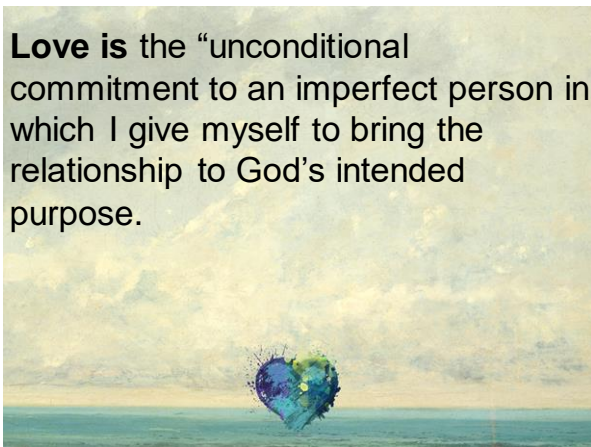 Love is the “unconditional
commitment to an imperfect person in
which I give myself to bring the
relationship to God’s intended
purpose.